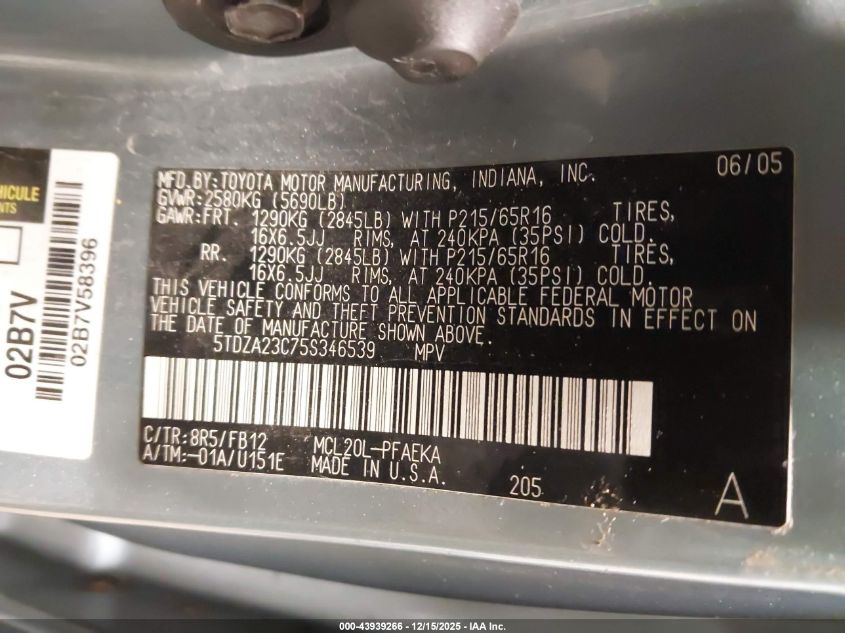 HICULE
NTS
02B7V
02B7V58396
06/05
MFD.BY:TOYOTA MOTOR MANUFACTURING, INDIANA, INC.
GVWR:2580KG (5690LB)
GAWR:FRT. 1290KG (2845LB) WITH P215/65R16 TIRES,
16X6.5JJ RIMS, AT 240KPA (35PSI) COLD.
RR. 1290KG (2845LB) WITH P215/65R16 TIRES,
16X6.5JJ RIMS, AT 240KPA (35PSI) COLD.
THIS VEHICLE CONFORMS TO ALL APPLICABLE FEDERAL MOTOR
VEHICLE SAFETY AND THEFT PREVENTION STANDARDS IN EFFECT ON
THE DATE OF MANUFACTURE SHOWN ABOVE.
5TDZA23C75S346539 MPV
C/TR:8R5/FB12 MCL20L-PFAEKA
A/TM:-01A/U151E MADE IN U.S.A.
205
A
000-43939266 - 12/15/2025 - IAA Inc.